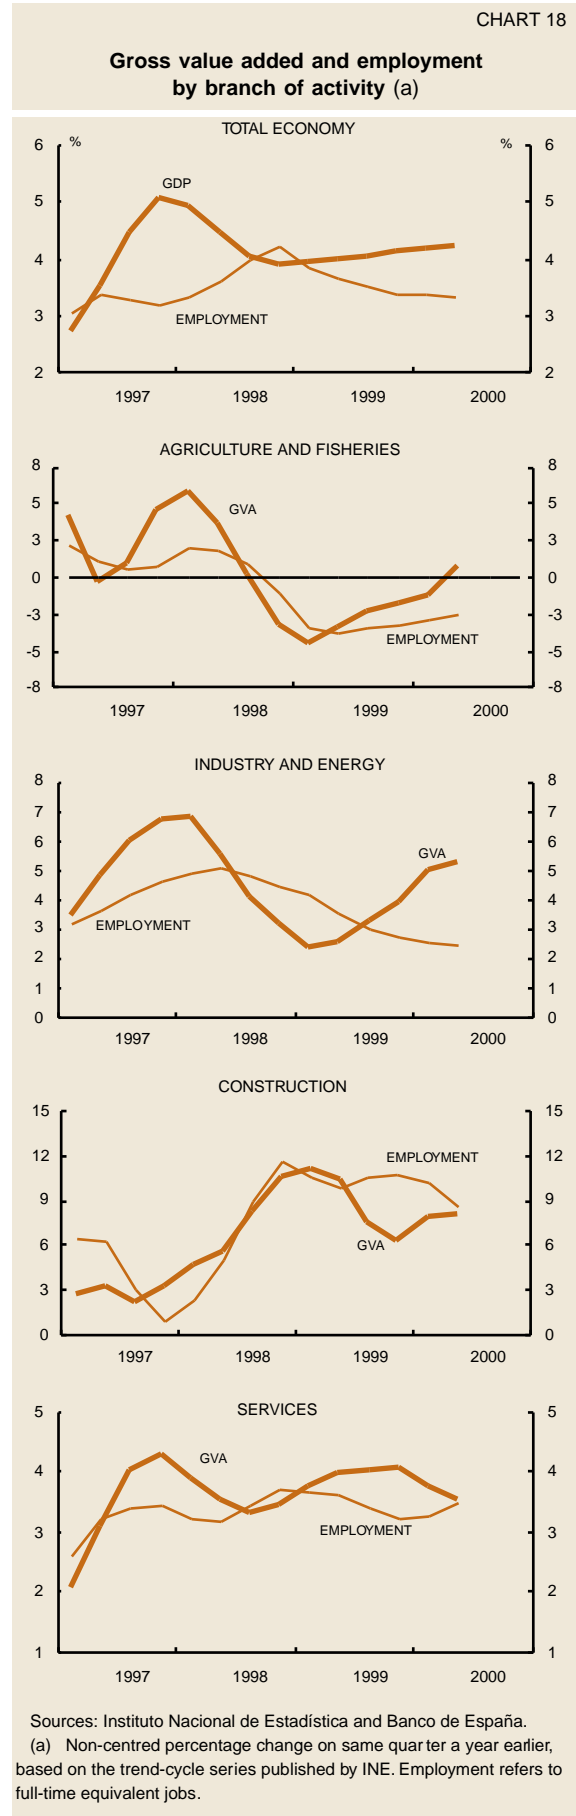 CHART 18
Gross value added and employment
by branch of activity (a)
TOTAL ECONOMY
6 % % 6
GDP
5 5
4 4
EMPLOYMENT
3 3
2 2
1997 1998 1999 2000
AGRICULTURE AND FISHERIES
8 8
5 5
GVA
3 3
0 0
-3 -3
EMPLOYMENT
-5 -5
-8 -8
1997 1998 1999 2000
INDUSTRY AND ENERGY
8 8
7 7
6 6
GVA
5 5
4 4
EMPLOYMENT
3 3
2 2
1 1
0 0
1997 1998 1999 2000
CONSTRUCTION
15 15
12 EMPLOYMENT 12
9 9
6 GVA 6
3 3
0 0
1997 1998 1999 2000
SERVICES
5 5
GVA
4 4
3 EMPLOYMENT 3
2 2
1 1
1997 1998 1999 2000
Sources: Instituto Nacional de Estadística and Banco de España.
(a) Non-centred percentage change on same quarter a year earlier,
based on the trend-cycle series published by INE. Employment refers to
full-time equivalent jobs.